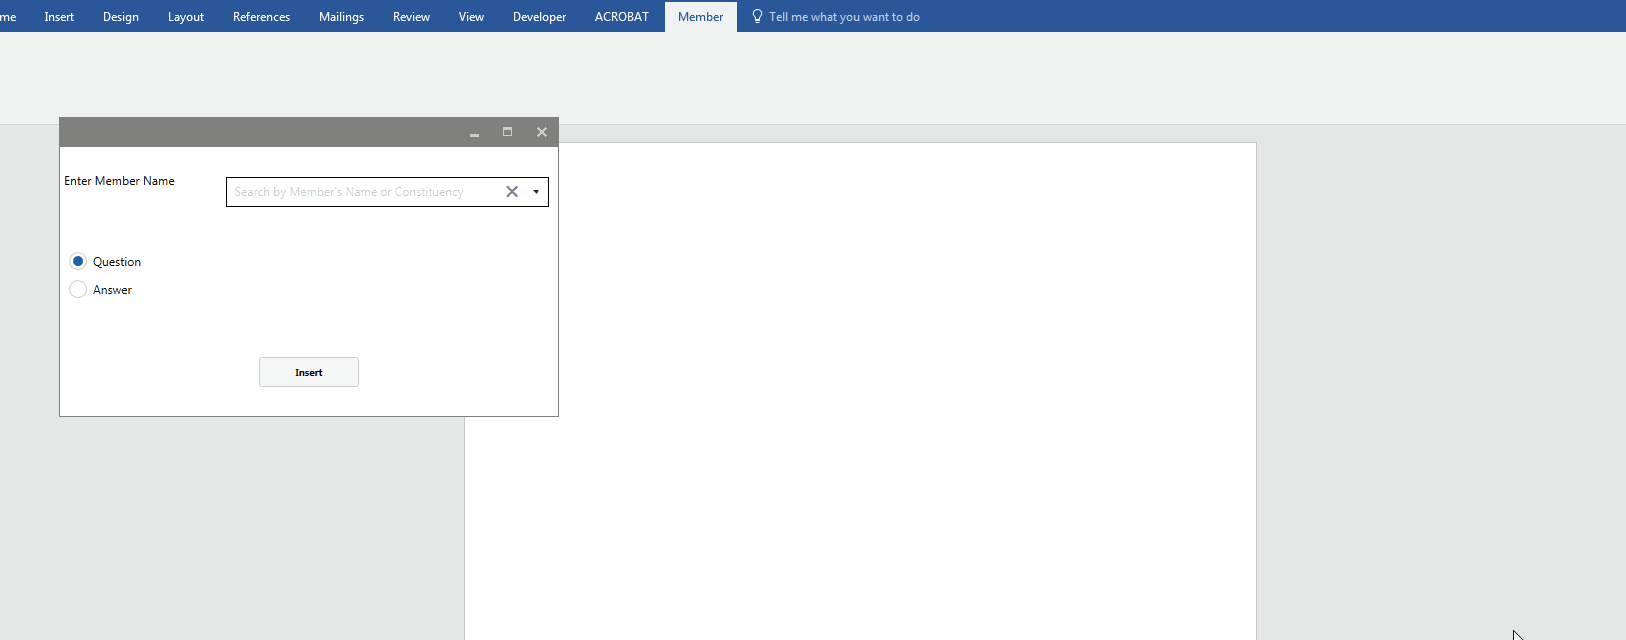 me Insert Design Layout References Mailings Review View Developer ACROBAT Member Tell me what you want to do
Enter Member Name
Search by Member's Name or Constituency
Question
Answer
Insert